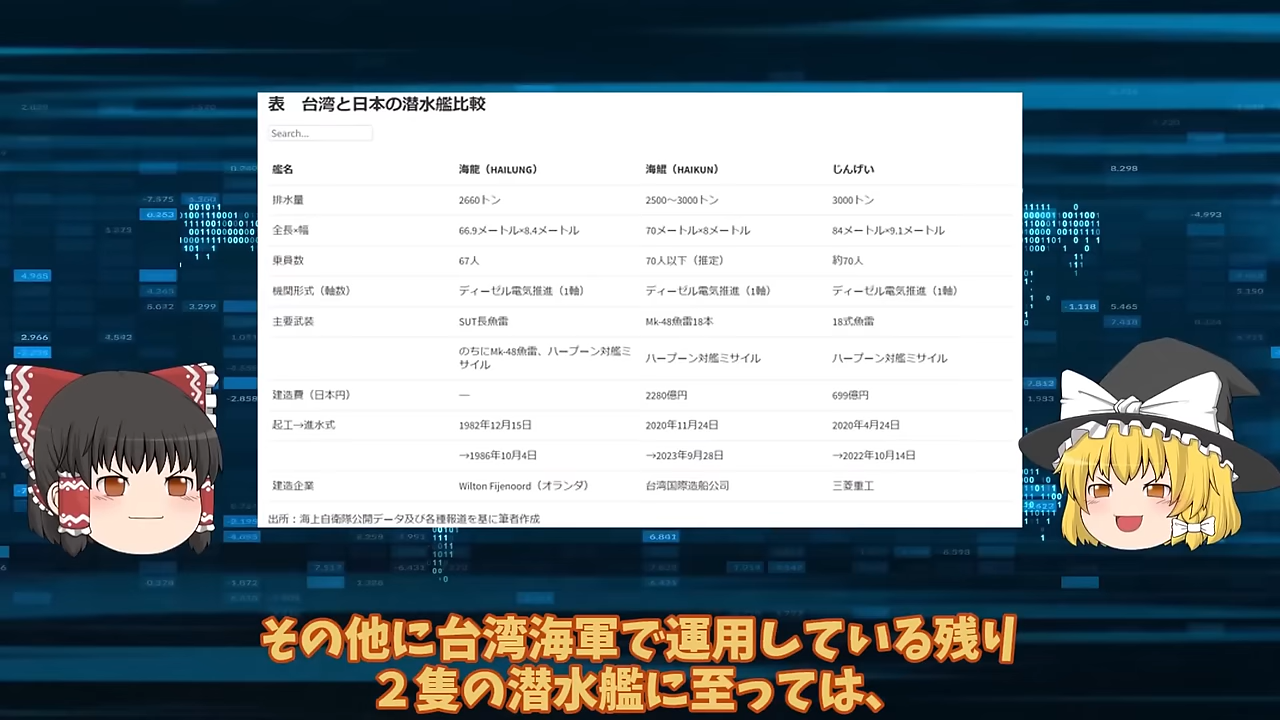 表 台湾と日本の潜水艦比較
Search...
艦名 海龍（HAILUNG） 海鯤（HAIKUN） じんげい
排水量 2660トン 2500～3000トン 3000トン
全長×幅 66.9メートル×8.4メートル 70メートル×8メートル 84メートル×9.1メートル
乗員数 67人 70人以下（推定） 約70人
機関形式（軸数） ディーゼル電気推進（1軸） ディーゼル電気推進（1軸） ディーゼル電気推進（1軸）
主要武装 SUT長魚雷 Mk-48魚雷18本 18式魚雷
のちにMk-48魚雷、ハープーン対艦ミ
サイル ハープーン対艦ミサイル ハープーン対艦ミサイル
建造費（日本円） — 2280億円 699億円
起工→進水式 1982年12月15日 2020年11月24日 2020年4月24日
→1986年10月4日 →2023年9月28日 →2022年10月14日
建造企業 Wilton Fijenoord（オランダ） 台湾国際造船公司 三菱重工
出所：海上自衛隊公開データ及び各種報道を基に筆者作成
8.298
-4.993
4.965
2.966
-1.118 5.465
6.841
その他に台湾海軍で運用している残り
２隻の潜水艦に至っては、